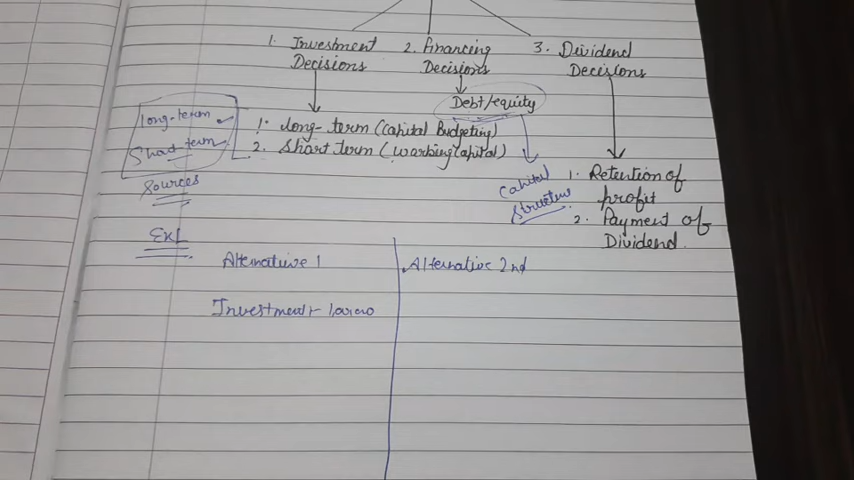 1. Investment Decisions
2. Financing Decisions
3. Dividend Decisions
Debt/equity
Long-term
Short term
Sources
1. Long-term (Capital Budgeting)
2. Short term (Working Capital)
Capital Structure
1. Retention of profit
2. Payment of Dividend.
Ex1
Alternative 1
Alternative 2nd
Investment-